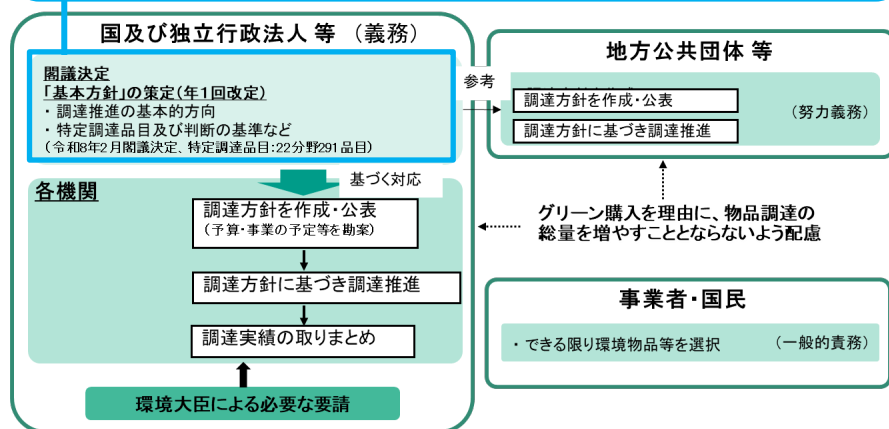 国及び独立行政法人 等 （義務）
閣議決定
「基本方針」の策定（年1回改定）
・ 調達推進の基本的方向
・ 特定調達品目及び判断の基準など
（令和8年2月閣議決定、特定調達品目：22分野291品目）
参考
地方公共団体 等
調達方針を作成・公表
調達方針に基づき調達推進
（努力義務）
基づく対応
各機関
調達方針を作成・公表
（予算・事業の予定等を勘案）
調達方針に基づき調達推進
調達実績の取りまとめ
環境大臣による必要な要請
グリーン購入を理由に、物品調達の
総量を増やすこととならないよう配慮
事業者・国民
・ できる限り環境物品等を選択
（一般的責務）